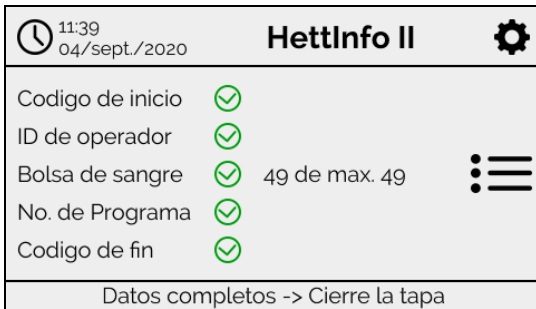 11:39
04/sept./2020
HettInfo II
Codigo de inicio
ID de operador
Bolsa de sangre 49 de max. 49
No. de Programa
Codigo de fin
Datos completos -> Cierre la tapa